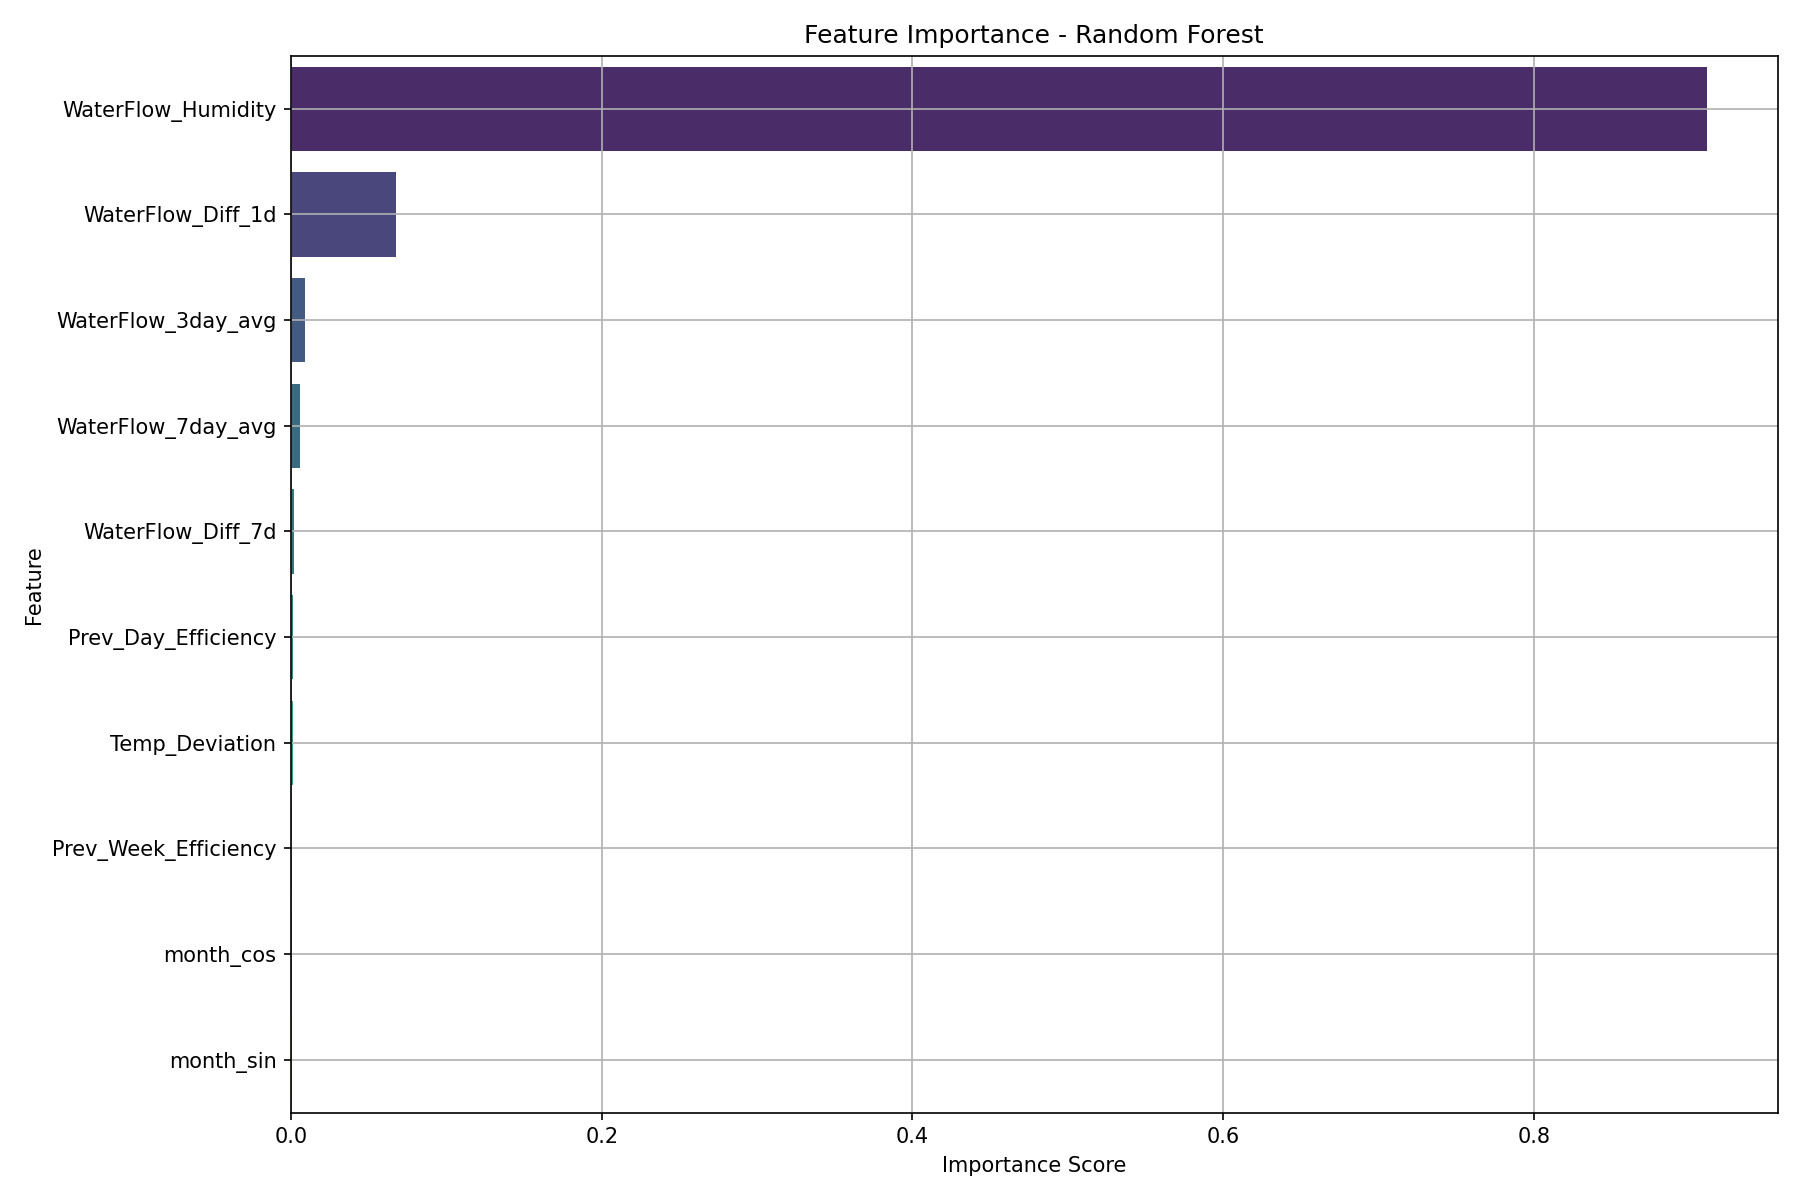 Feature Importance - Random Forest
WaterFlow_Humidity
WaterFlow_Diff_1d
WaterFlow_3day_avg
WaterFlow_7day_avg
WaterFlow_Diff_7d
Prev_Day_Efficiency
Temp_Deviation
Prev_Week_Efficiency
month_cos
month_sin
Feature
0.0 0.2 0.4 0.6 0.8
Importance Score